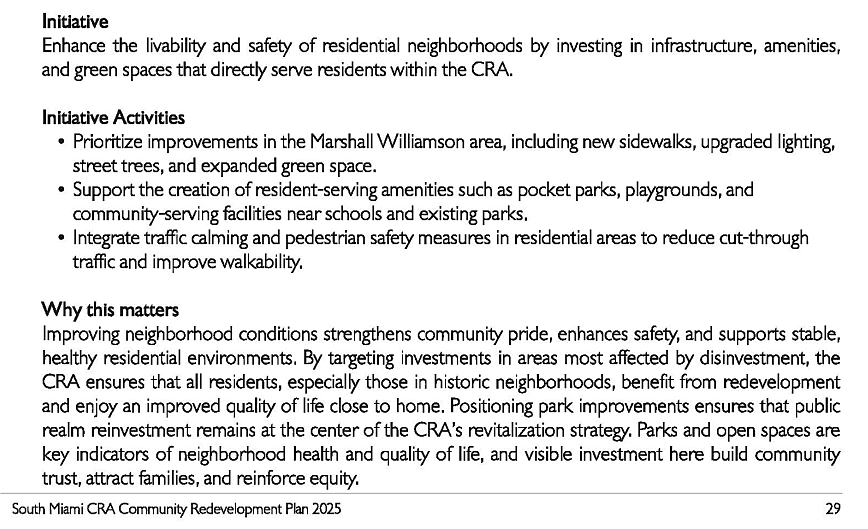 Initiative
Enhance the livability and safety of residential neighborhoods by investing in infrastructure, amenities,
and green spaces that directly serve residents within the CRA.
Initiative Activities
• Prioritize improvements in the Marshall Williamson area, including new sidewalks, upgraded lighting,
street trees, and expanded green space.
• Support the creation of resident-serving amenities such as pocket parks, playgrounds, and
community-serving facilities near schools and existing parks.
• Integrate traffic calming and pedestrian safety measures in residential areas to reduce cut-through
traffic and improve walkability.
Why this matters
Improving neighborhood conditions strengthens community pride, enhances safety, and supports stable,
healthy residential environments. By targeting investments in areas most affected by disinvestment, the
CRA ensures that all residents, especially those in historic neighborhoods, benefit from redevelopment
and enjoy an improved quality of life close to home. Positioning park improvements ensures that public
realm reinvestment remains at the center of the CRA's revitalization strategy. Parks and open spaces are
key indicators of neighborhood health and quality of life, and visible investment here build community
trust, attract families, and reinforce equity.
South Miami CRA Community Redevelopment Plan 2025 29